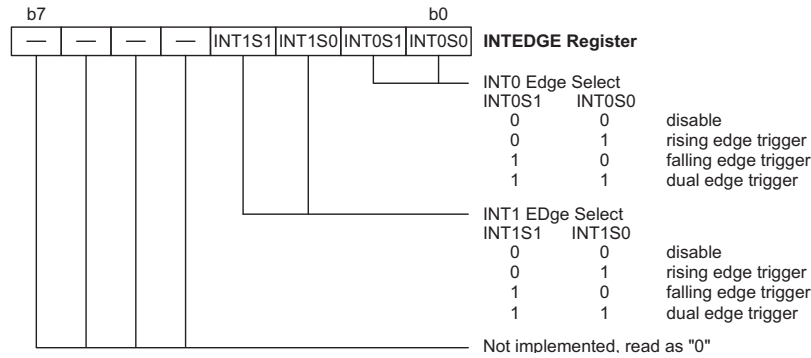 b7 b0
— — — — INT1S1 INT1S0 INT0S1 INT0S0 INTEDGE Register
INT0 Edge Select
INT0S1 INT0S0
0 0 disable
0 1 rising edge trigger
1 0 falling edge trigger
1 1 dual edge trigger
INT1 EDge Select
INT1S1 INT1S0
0 0 disable
0 1 rising edge trigger
1 0 falling edge trigger
1 1 dual edge trigger
Not implemented, read as "0"